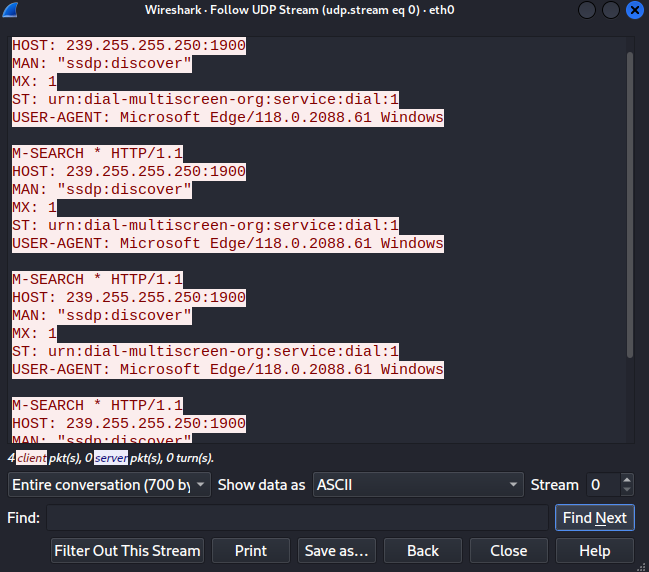 Wireshark · Follow UDP Stream (udp.stream eq 0) · eth0
HOST: 239.255.255.250:1900
MAN: "ssdp:discover"
MX: 1
ST: urn:dial-multiscreen-org:service:dial:1
USER-AGENT: Microsoft Edge/118.0.2088.61 Windows
M-SEARCH * HTTP/1.1
HOST: 239.255.255.250:1900
MAN: "ssdp:discover"
MX: 1
ST: urn:dial-multiscreen-org:service:dial:1
USER-AGENT: Microsoft Edge/118.0.2088.61 Windows
M-SEARCH * HTTP/1.1
HOST: 239.255.255.250:1900
MAN: "ssdp:discover"
MX: 1
ST: urn:dial-multiscreen-org:service:dial:1
USER-AGENT: Microsoft Edge/118.0.2088.61 Windows
M-SEARCH * HTTP/1.1
HOST: 239.255.255.250:1900
MAN: "ssdp:discover"
4 client pkt(s), 0 server pkt(s), 0 turn(s).
Entire conversation (700 by Show data as ASCII Stream 0
Find: Find Next
Filter Out This Stream Print Save as... Back Close Help